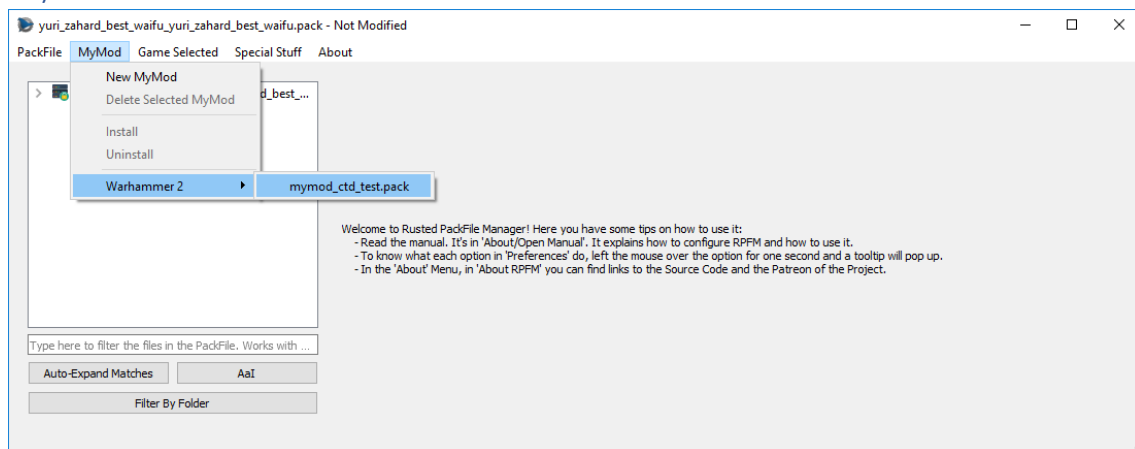 yuri_zahard_best_waifu_yuri_zahard_best_waifu.pack - Not Modified
PackFile MyMod Game Selected Special Stuff About
New MyMod
d_best_...
Delete Selected MyMod
Install
Uninstall
Warhammer 2
mymod_ctd_test.pack
Welcome to Rusted PackFile Manager! Here you have some tips on how to use it:
- Read the manual. It's in 'About/Open Manual'. It explains how to configure RPFM and how to use it.
- To know what each option in 'Preferences' do, left the mouse over the option for one second and a tooltip will pop up.
- In the 'About' Menu, in 'About RPFM' you can find links to the Source Code and the Patreon of the Project.
Type here to filter the files in the PackFile. Works with ...
Auto-Expand Matches AaI
Filter By Folder